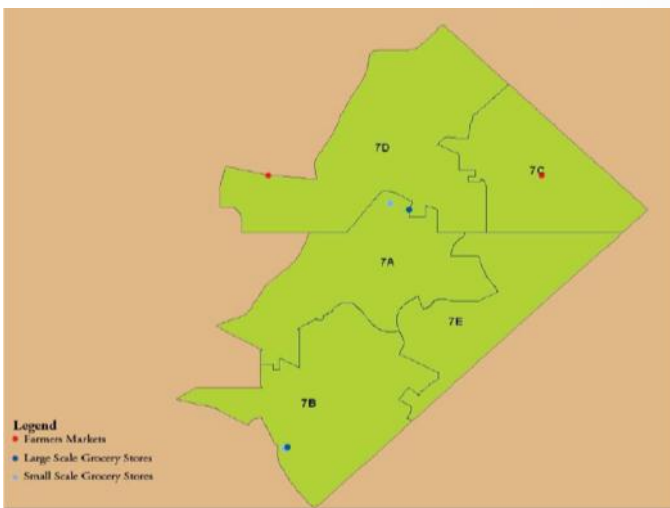 7D
7C
7A
7E
7B
Legend
Farmers Markets
Large Scale Grocery Stores
Small Scale Grocery Stores